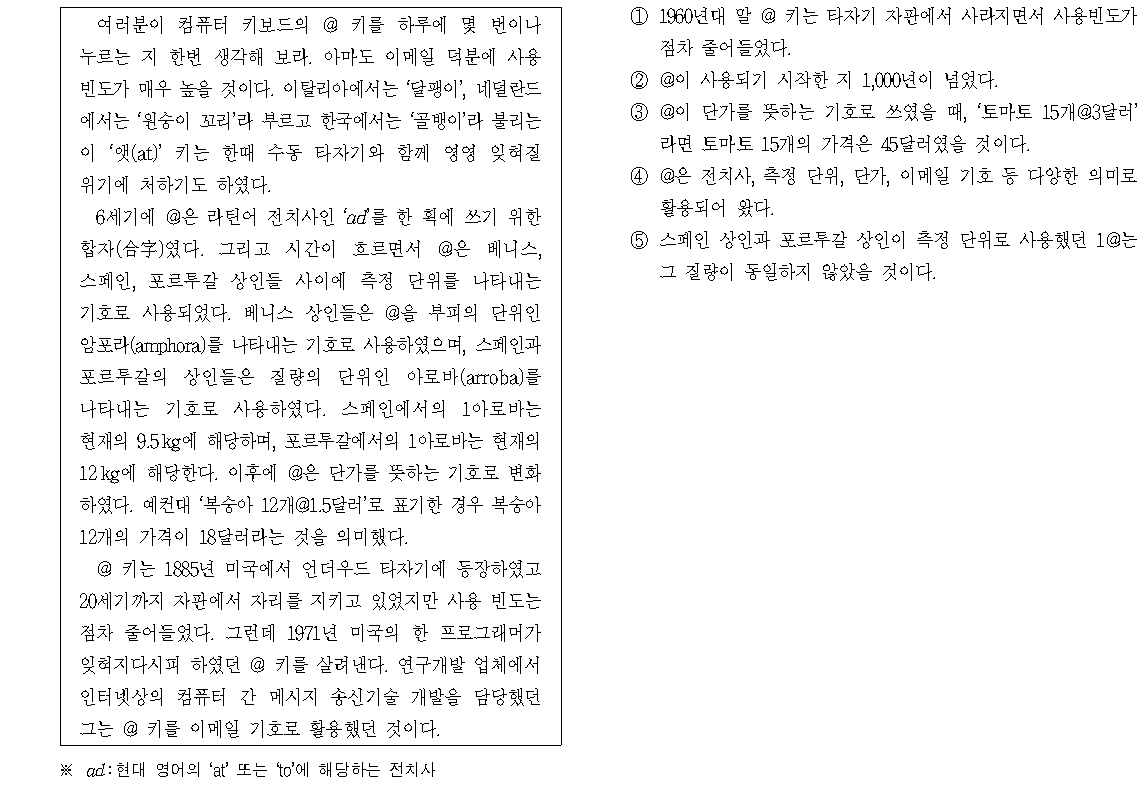 여러분이 컴퓨터 키보드의 @ 키를 하루에 몇 번이나
누르는 지 한번 생각해 보라. 아마도 이메일 덕분에 사용
빈도가 매우 높을 것이다. 이탈리아에서는 ‘달팽이’, 네덜란드
에서는 ‘원숭이 꼬리’라 부르고 한국에서는 ‘골뱅이’라 불리는
이 ‘앳(at)’ 키는 한때 수동 타자기와 함께 영영 잊혀질
위기에 처하기도 하였다.
6세기에 @은 라틴어 전치사인 ‘ad’를 한 획에 쓰기 위한
합자(合字)였다. 그리고 시간이 흐르면서 @은 베니스,
스페인, 포르투갈 상인들 사이에 측정 단위를 나타내는
기호로 사용되었다. 베니스 상인들은 @을 부피의 단위인
암포라(amphora)를 나타내는 기호로 사용하였으며, 스페인과
포르투갈의 상인들은 질량의 단위인 아로바(arroba)를
나타내는 기호로 사용하였다. 스페인에서의 1아로바는
현재의 9.5kg에 해당하며, 포르투갈에서의 1아로바는 현재의
12kg에 해당한다. 이후에 @은 단가를 뜻하는 기호로 변화
하였다. 예컨대 ‘복숭아 12개@1.5달러’로 표기한 경우 복숭아
12개의 가격이 18달러라는 것을 의미했다.
@ 키는 1885년 미국에서 언더우드 타자기에 등장하였고
20세기까지 자판에서 자리를 지키고 있었지만 사용 빈도는
점차 줄어들었다. 그런데 1971년 미국의 한 프로그래머가
잊혀지다시피 하였던 @ 키를 살려낸다. 연구개발 업체에서
인터넷상의 컴퓨터 간 메시지 송신기술 개발을 담당했던
그는 @ 키를 이메일 기호로 활용했던 것이다.
※ ad:현대 영어의 ‘at’ 또는 ‘to’에 해당하는 전치사
① 1960년대 말 @ 키는 타자기 자판에서 사라지면서 사용빈도가
점차 줄어들었다.
② @이 사용되기 시작한 지 1,000년이 넘었다.
③ @이 단가를 뜻하는 기호로 쓰였을 때, ‘토마토 15개@3달러’
라면 토마토 15개의 가격은 45달러였을 것이다.
④ @은 전치사, 측정 단위, 단가, 이메일 기호 등 다양한 의미로
활용되어 왔다.
⑤ 스페인 상인과 포르투갈 상인이 측정 단위로 사용했던 1@는
그 질량이 동일하지 않았을 것이다.